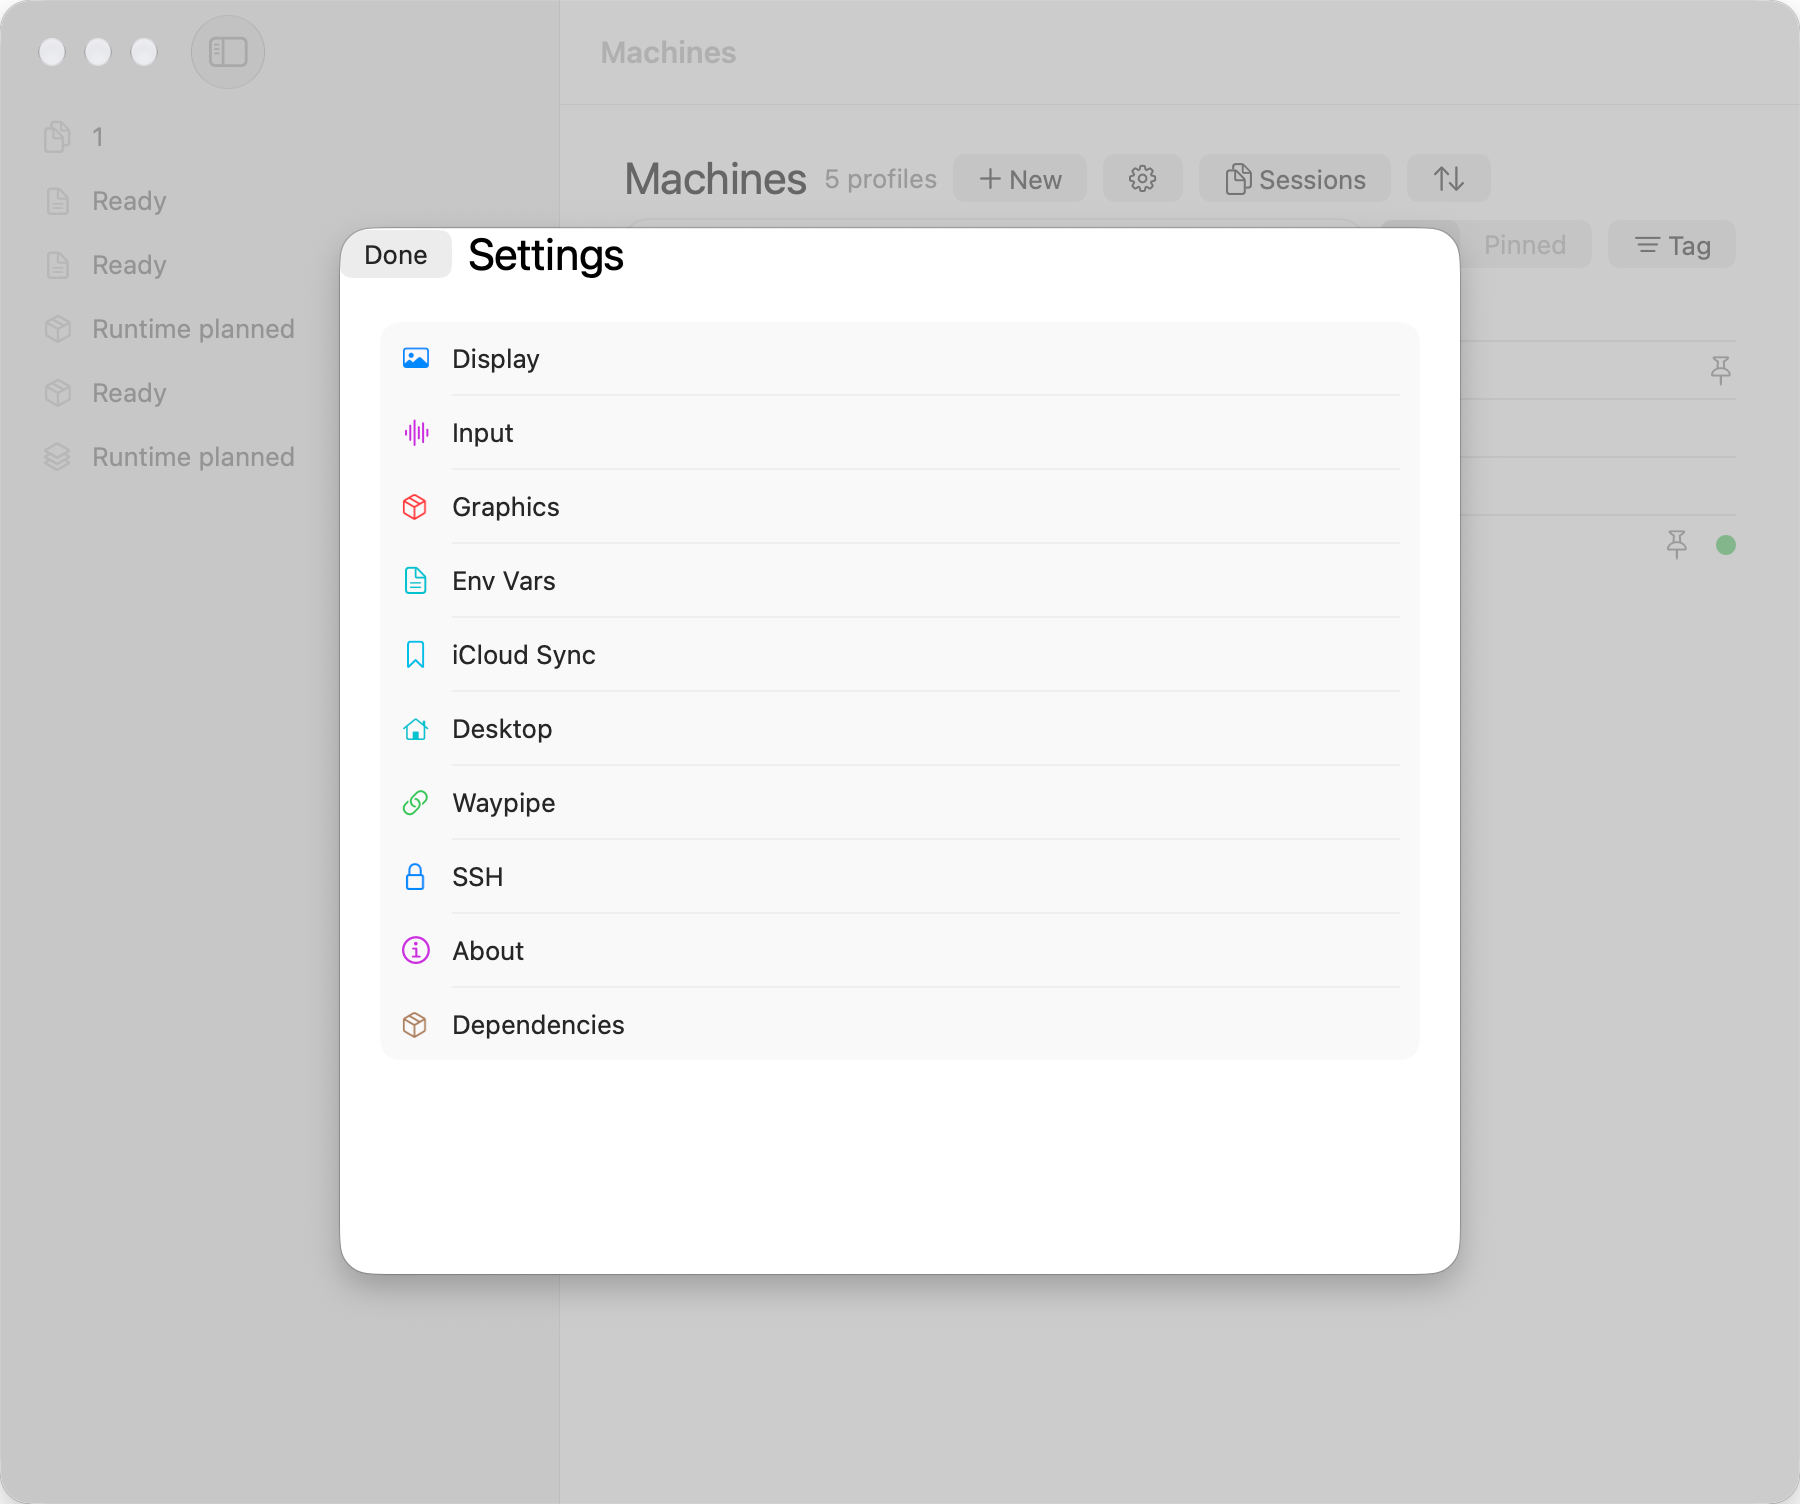 Machines
1
Ready
Ready
Runtime planned
Ready
Runtime planned
Machines 5 profiles New Sessions
Pinned Tag
Done Settings
Display
Input
Graphics
Env Vars
iCloud Sync
Desktop
Waypipe
SSH
About
Dependencies